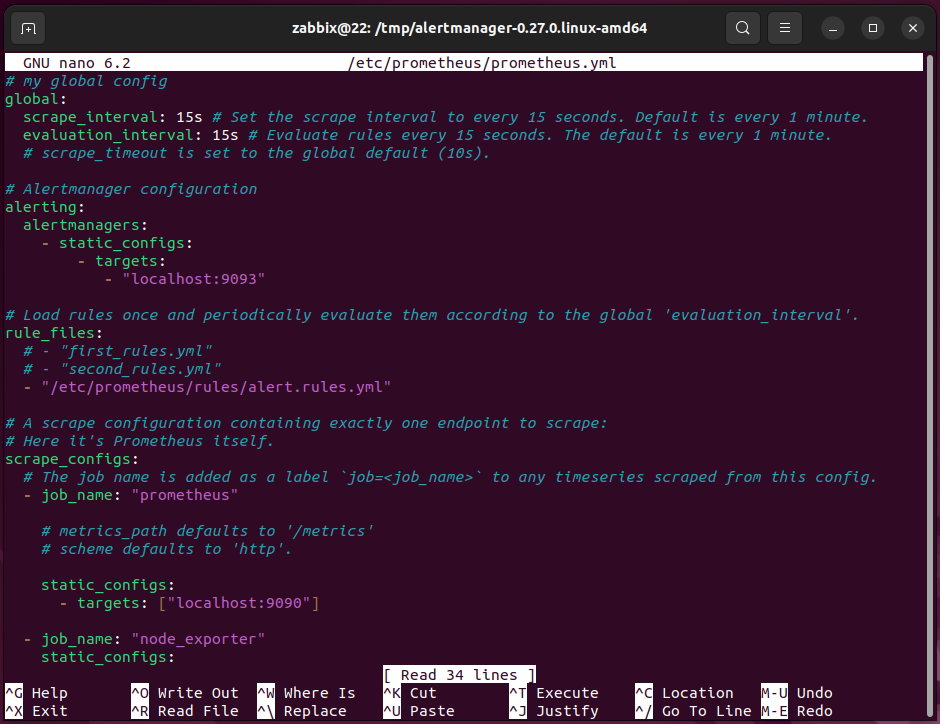 zabbix@22: /tmp/alertmanager-0.27.0.linux-amd64
GNU nano 6.2 /etc/prometheus/prometheus.yml
# my global config
global:
  scrape_interval: 15s # Set the scrape interval to every 15 seconds. Default is every 1 minute.
  evaluation_interval: 15s # Evaluate rules every 15 seconds. The default is every 1 minute.
  # scrape_timeout is set to the global default (10s).

# Alertmanager configuration
alerting:
  alertmanagers:
    - static_configs:
        - targets:
           - "localhost:9093"

# Load rules once and periodically evaluate them according to the global 'evaluation_interval'.
rule_files:
  # - "first_rules.yml"
  # - "second_rules.yml"
  - "/etc/prometheus/rules/alert.rules.yml"

# A scrape configuration containing exactly one endpoint to scrape:
# Here it's Prometheus itself.
scrape_configs:
  # The job name is added as a label `job=<job_name>` to any timeseries scraped from this config.
  - job_name: "prometheus"

    # metrics_path defaults to '/metrics'
    # scheme defaults to 'http'.

    static_configs:
      - targets: ["localhost:9090"]

  - job_name: "node_exporter"
    static_configs:
[ Read 34 lines ]
^G Help ^O Write Out ^W Where Is ^K Cut ^T Execute ^C Location M-U Undo
^X Exit ^R Read File ^\ Replace ^U Paste ^J Justify ^/ Go To Line M-E Redo